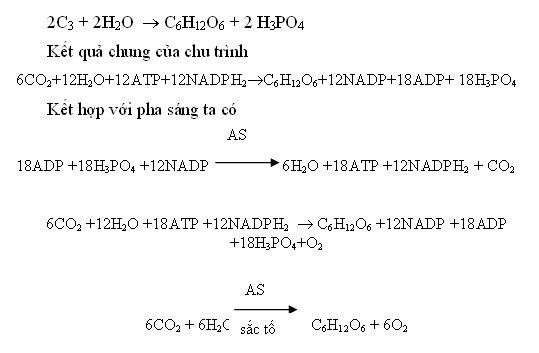 2C₃ + 2H₂O → C₆H₁₂O₆ + 2 H₃PO₄
Kết quả chung của chu trình
6CO₂+12H₂O+12ATP+12NADPH₂→C₆H₁₂O₆+12NADP+18ADP+ 18H₃PO₄
Kết hợp với pha sáng ta có
AS
18ADP +18H₃PO₄ +12NADP → 6H₂O +18ATP +12NADPH₂ + CO₂
6CO₂ +12H₂O +18ATP +12NADPH₂ → C₆H₁₂O₆ +12NADP +18ADP
+18H₃PO₄+O₂
AS
6CO₂ + 6H₂O → C₆H₁₂O₆ + 6O₂
sắc tố